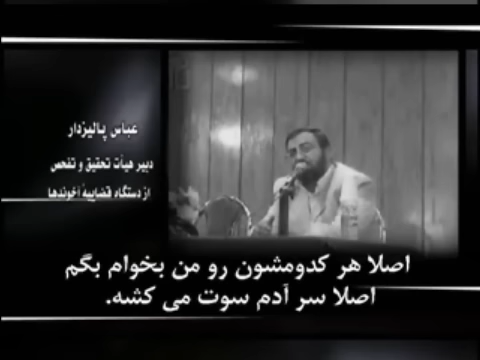 عباس پالیزدار
دبیر هیأت تحقیق و تفحص
از دستگاه قضاییهٔ آخوندها
اصلا هر کدومشون رو من بخوام بگم
اصلا سر آدم سوت می کشه.